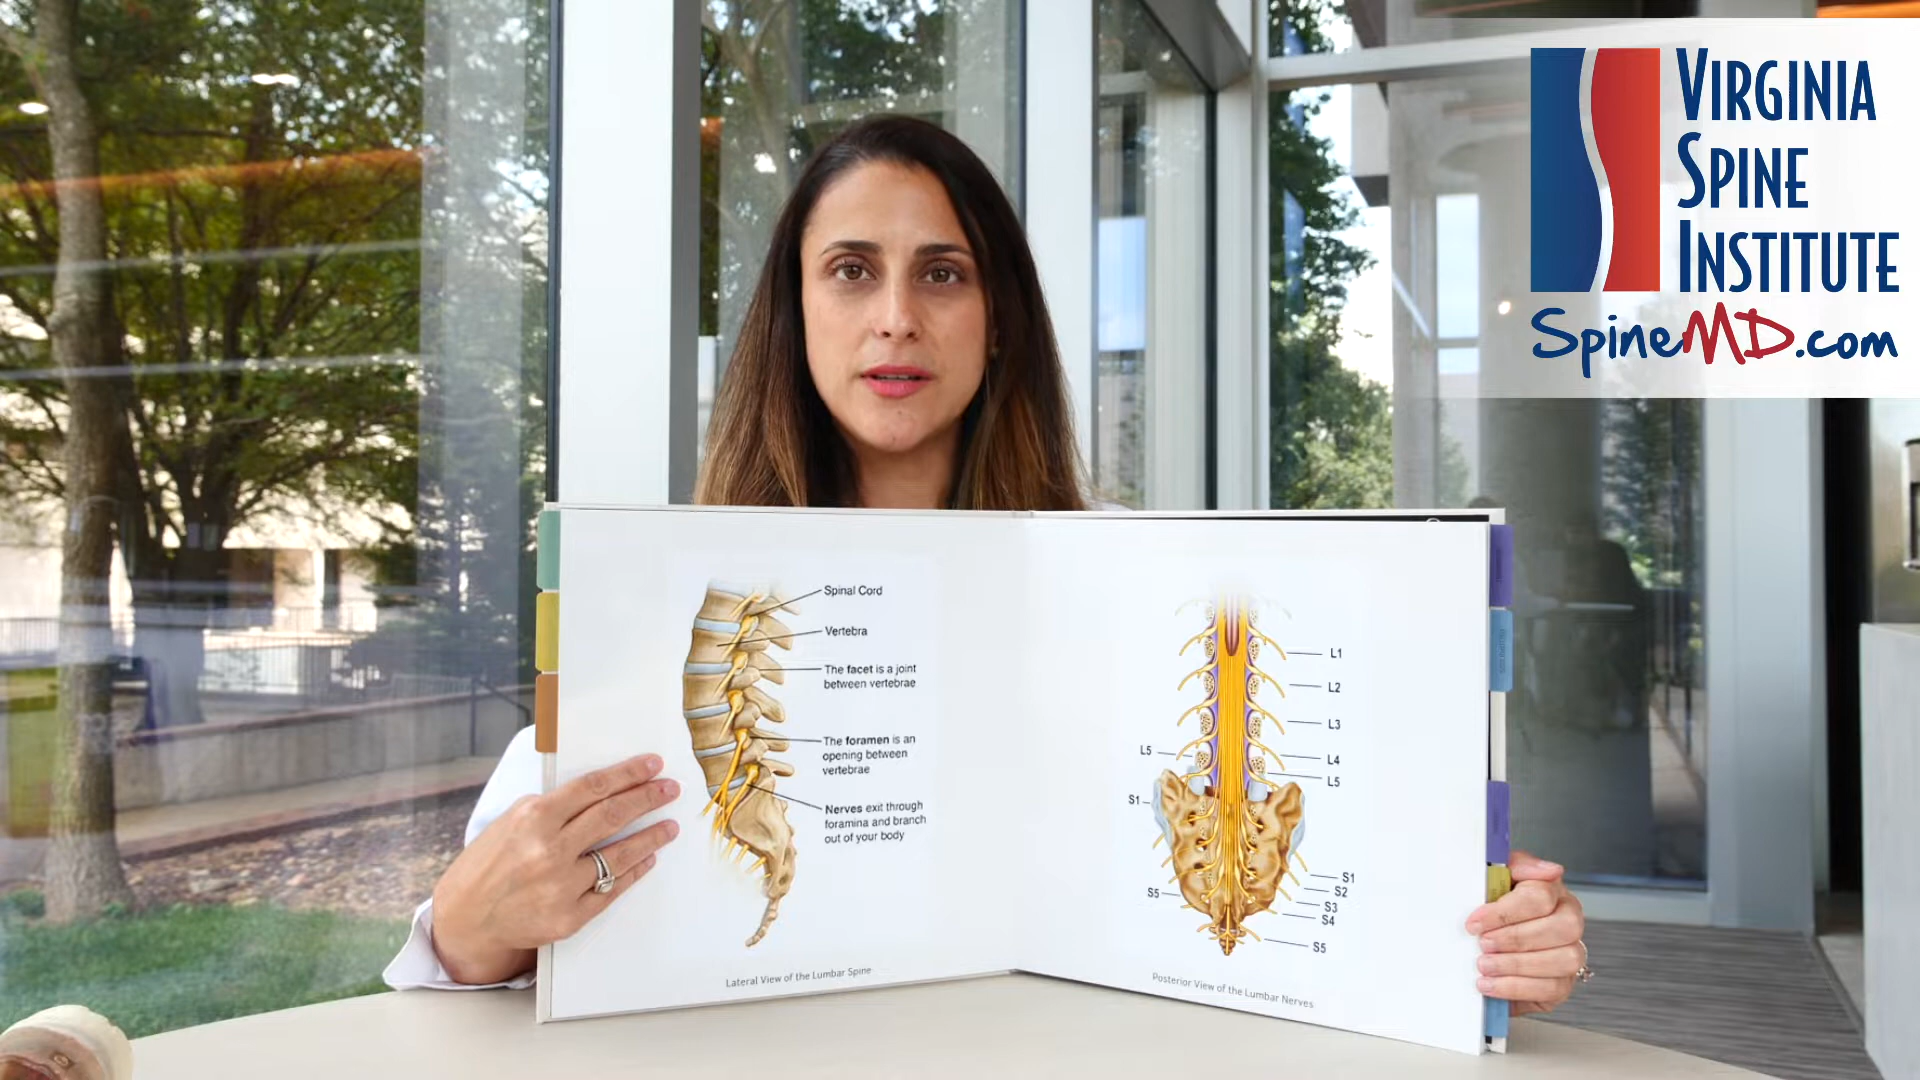 VIRGINIA
SPINE
INSTITUTE
SpineMD.com
Spinal Cord
Vertebra
The facet is a joint
between vertebrae
The foramen is an
opening between
vertebrae
Nerves exit through
foramina and branch
out of your body
Lateral View of the Lumbar Spine
L1
L2
L3
L4
L5
L5
S1
S1
S2
S3
S4
S5
S5
Posterior View of the Lumbar Nerves